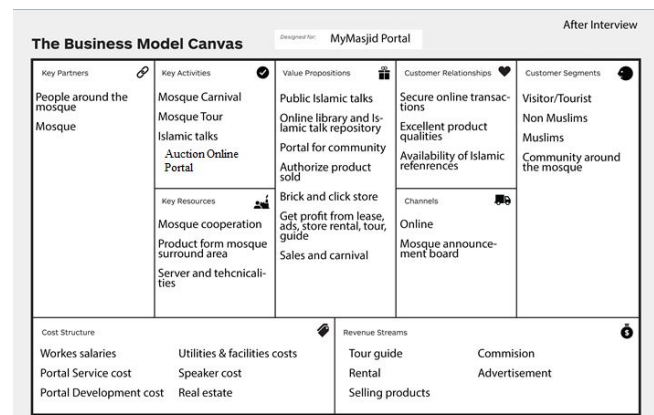 After Interview
The Business Model Canvas
Designed for:
MyMasjid Portal
Key Partners
People around the
mosque
Mosque
Key Activities
Mosque Carnival
Mosque Tour
Islamic talks
Auction Online
Portal
Key Resources
Mosque cooperation
Product form mosque
surround area
Server and tehcnicali-
ties
Value Propositions
Public Islamic talks
Online library and Is-
lamic talk repository
Portal for community
Authorize product
sold
Brick and click store
Get profit from lease,
ads, store rental, tour,
guide
Sales and carnival
Customer Relationships
Secure online transac-
tions
Excellent product
qualities
Availability of Islamic
refenrences
Channels
Online
Mosque announce-
ment board
Customer Segments
Visitor/Tourist
Non Muslims
Muslims
Community around
the mosque
Cost Structure
Workes salaries
Portal Service cost
Portal Development cost
Utilities & facilities costs
Speaker cost
Real estate
Revenue Streams
Tour guide
Rental
Selling products
Commision
Advertisement